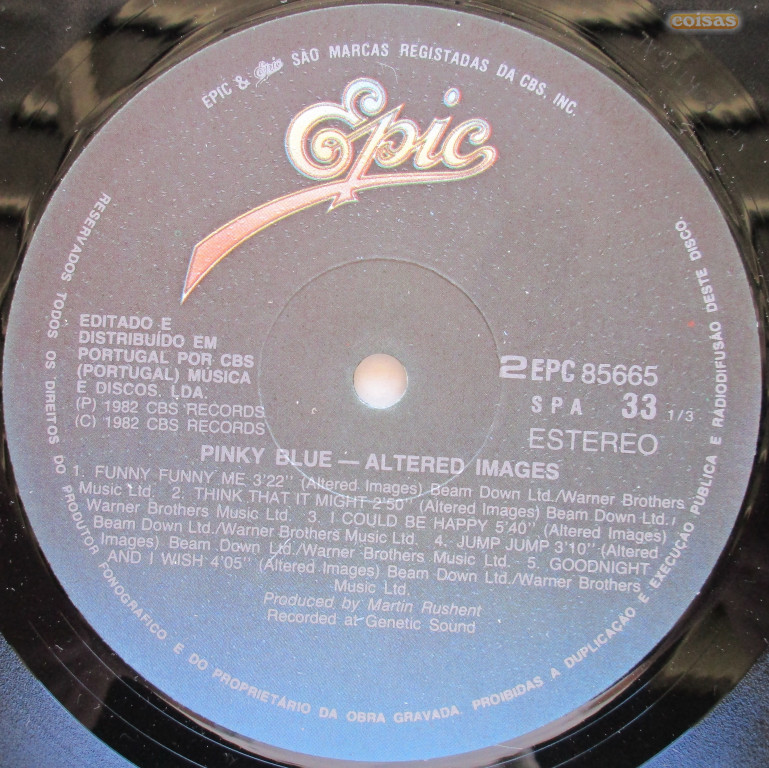 coisas
EPIC & Epic SÃO MARCAS REGISTADAS DA CBS, INC.
Epic
EDITADO E
DISTRIBUÍDO EM
PORTUGAL POR CBS
(PORTUGAL) MÚSICA
E DISCOS. LDA.
(P) 1982 CBS RECORDS
(C) 1982 CBS RECORDS
2 EPC 85665
SPA 33 1/3
ESTEREO
PINKY BLUE — ALTERED IMAGES
1. FUNNY FUNNY ME 3'22" (Altered Images) Beam Down Ltd./Warner Brothers
Music Ltd. 2. THINK THAT IT MIGHT 2'50" (Altered Images) Beam Down Ltd./
Warner Brothers Music Ltd. 3. I COULD BE HAPPY 5'40" (Altered Images)
Beam Down Ltd./Warner Brothers Music Ltd. 4. JUMP JUMP 3'10" (Altered
Images) Beam Down Ltd./Warner Brothers Music Ltd. 5. GOODNIGHT
AND I WISH 4'05" (Altered Images) Beam Down Ltd./Warner Brothers
Music Ltd.
Produced by Martin Rushent
Recorded at Genetic Sound
RESERVADOS TODOS OS DIREITOS DO PRODUTOR FONOGRÁFICO E DO PROPRIETÁRIO DA OBRA GRAVADA. PROIBIDAS A DUPLICAÇÃO E EXECUÇÃO PÚBLICA E RADIODIFUSÃO DESTE DISCO.